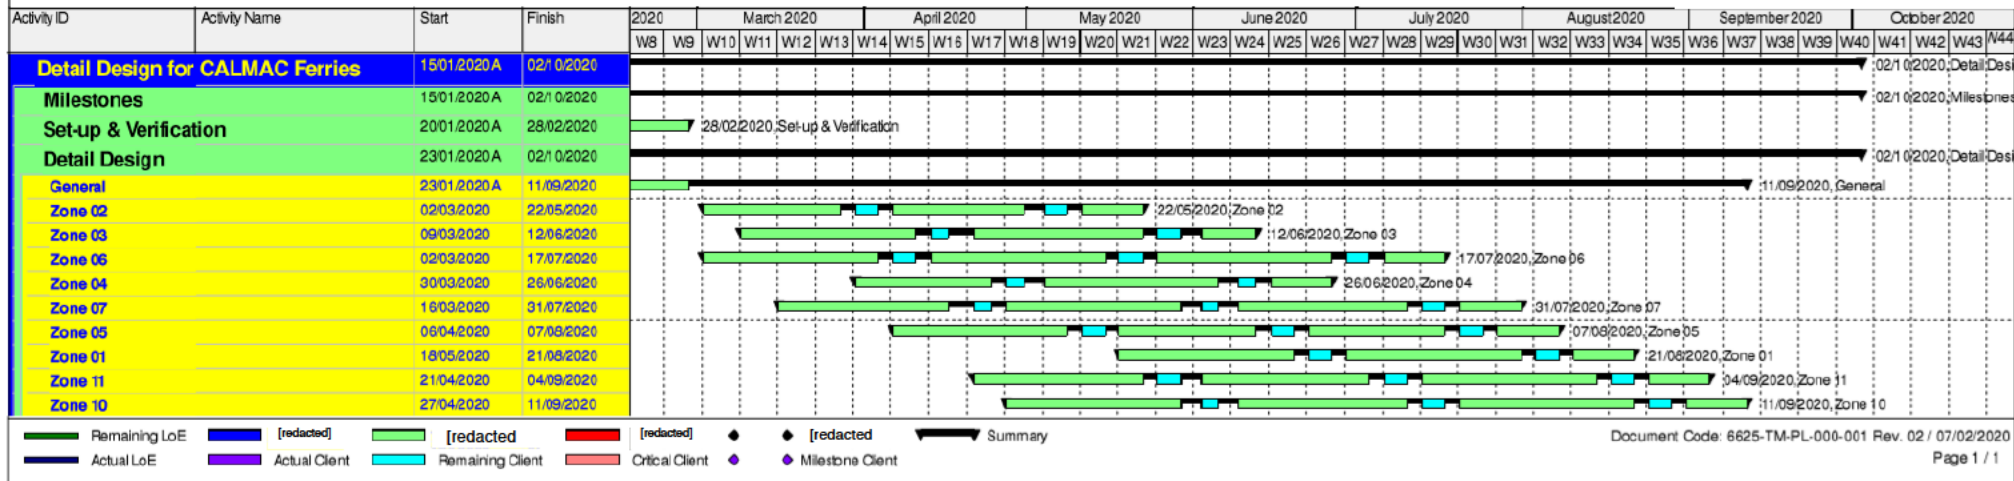 Activity ID Activity Name Start Finish 2020 March 2020 April 2020 May 2020 June 2020 July 2020 August 2020 September 2020 October 2020
W8 W9 W10 W11 W12 W13 W14 W15 W16 W17 W18 W19 W20 W21 W22 W23 W24 W25 W26 W27 W28 W29 W30 W31 W32 W33 W34 W35 W36 W37 W38 W39 W40 W41 W42 W43 W44
Detail Design for CALMAC Ferries 15/01/2020 A 02/10/2020 02/10/2020, Detail Desi
Milestones 15/01/2020 A 02/10/2020 02/10/2020, Milestones
Set-up & Verification 20/01/2020 A 28/02/2020 28/02/2020, Set-up & Verification
Detail Design 23/01/2020 A 02/10/2020 02/10/2020, Detail Desi
General 23/01/2020 A 11/09/2020 11/09/2020, General
Zone 02 02/03/2020 22/05/2020 22/05/2020, Zone 02
Zone 03 09/03/2020 12/06/2020 12/06/2020, Zone 03
Zone 06 02/03/2020 17/07/2020 17/07/2020, Zone 06
Zone 04 30/03/2020 26/06/2020 26/06/2020, Zone 04
Zone 07 16/03/2020 31/07/2020 31/07/2020, Zone 07
Zone 05 06/04/2020 07/08/2020 07/08/2020, Zone 05
Zone 01 18/05/2020 21/08/2020 21/08/2020, Zone 01
Zone 11 21/04/2020 04/09/2020 04/09/2020, Zone 11
Zone 10 27/04/2020 11/09/2020 11/09/2020, Zone 10
Remaining LoE [redacted] [redacted [redacted] [redacted Summary Document Code: 6625-TM-PL-000-001 Rev. 02 / 07/02/2020
Actual LoE Actual Client Remaining Client Critical Client Milestone Client Page 1 / 1